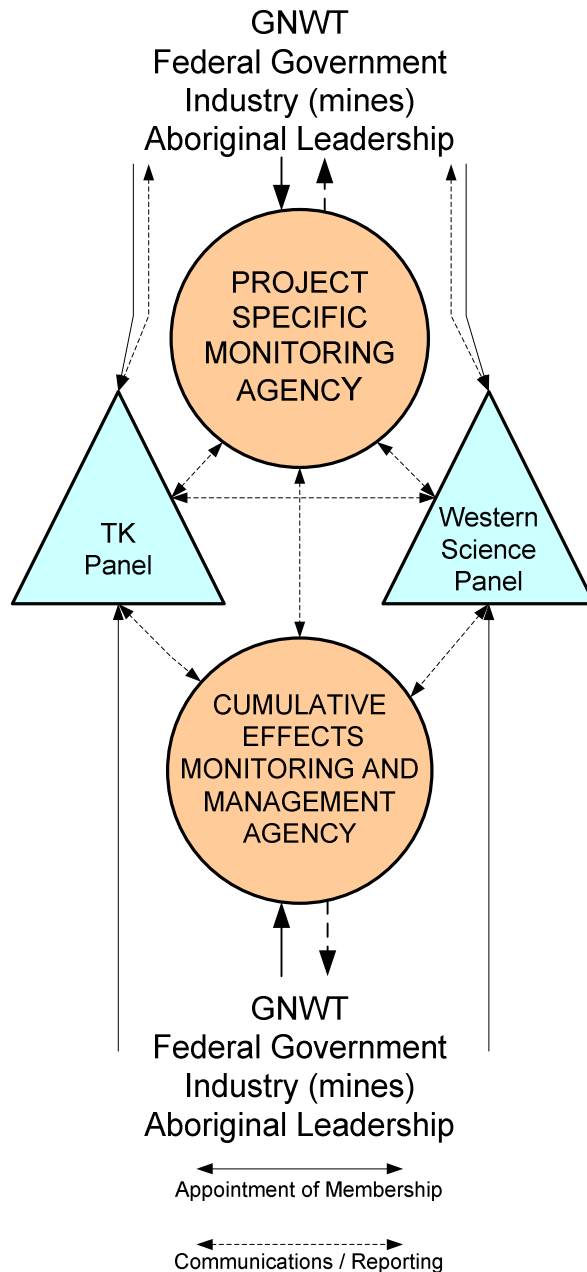 GNWT
Federal Government
Industry (mines)
Aboriginal Leadership
PROJECT
SPECIFIC
MONITORING
AGENCY
TK
Panel
Western
Science
Panel
CUMULATIVE
EFFECTS
MONITORING AND
MANAGEMENT
AGENCY
GNWT
Federal Government
Industry (mines)
Aboriginal Leadership
Appointment of Membership
Communications / Reporting